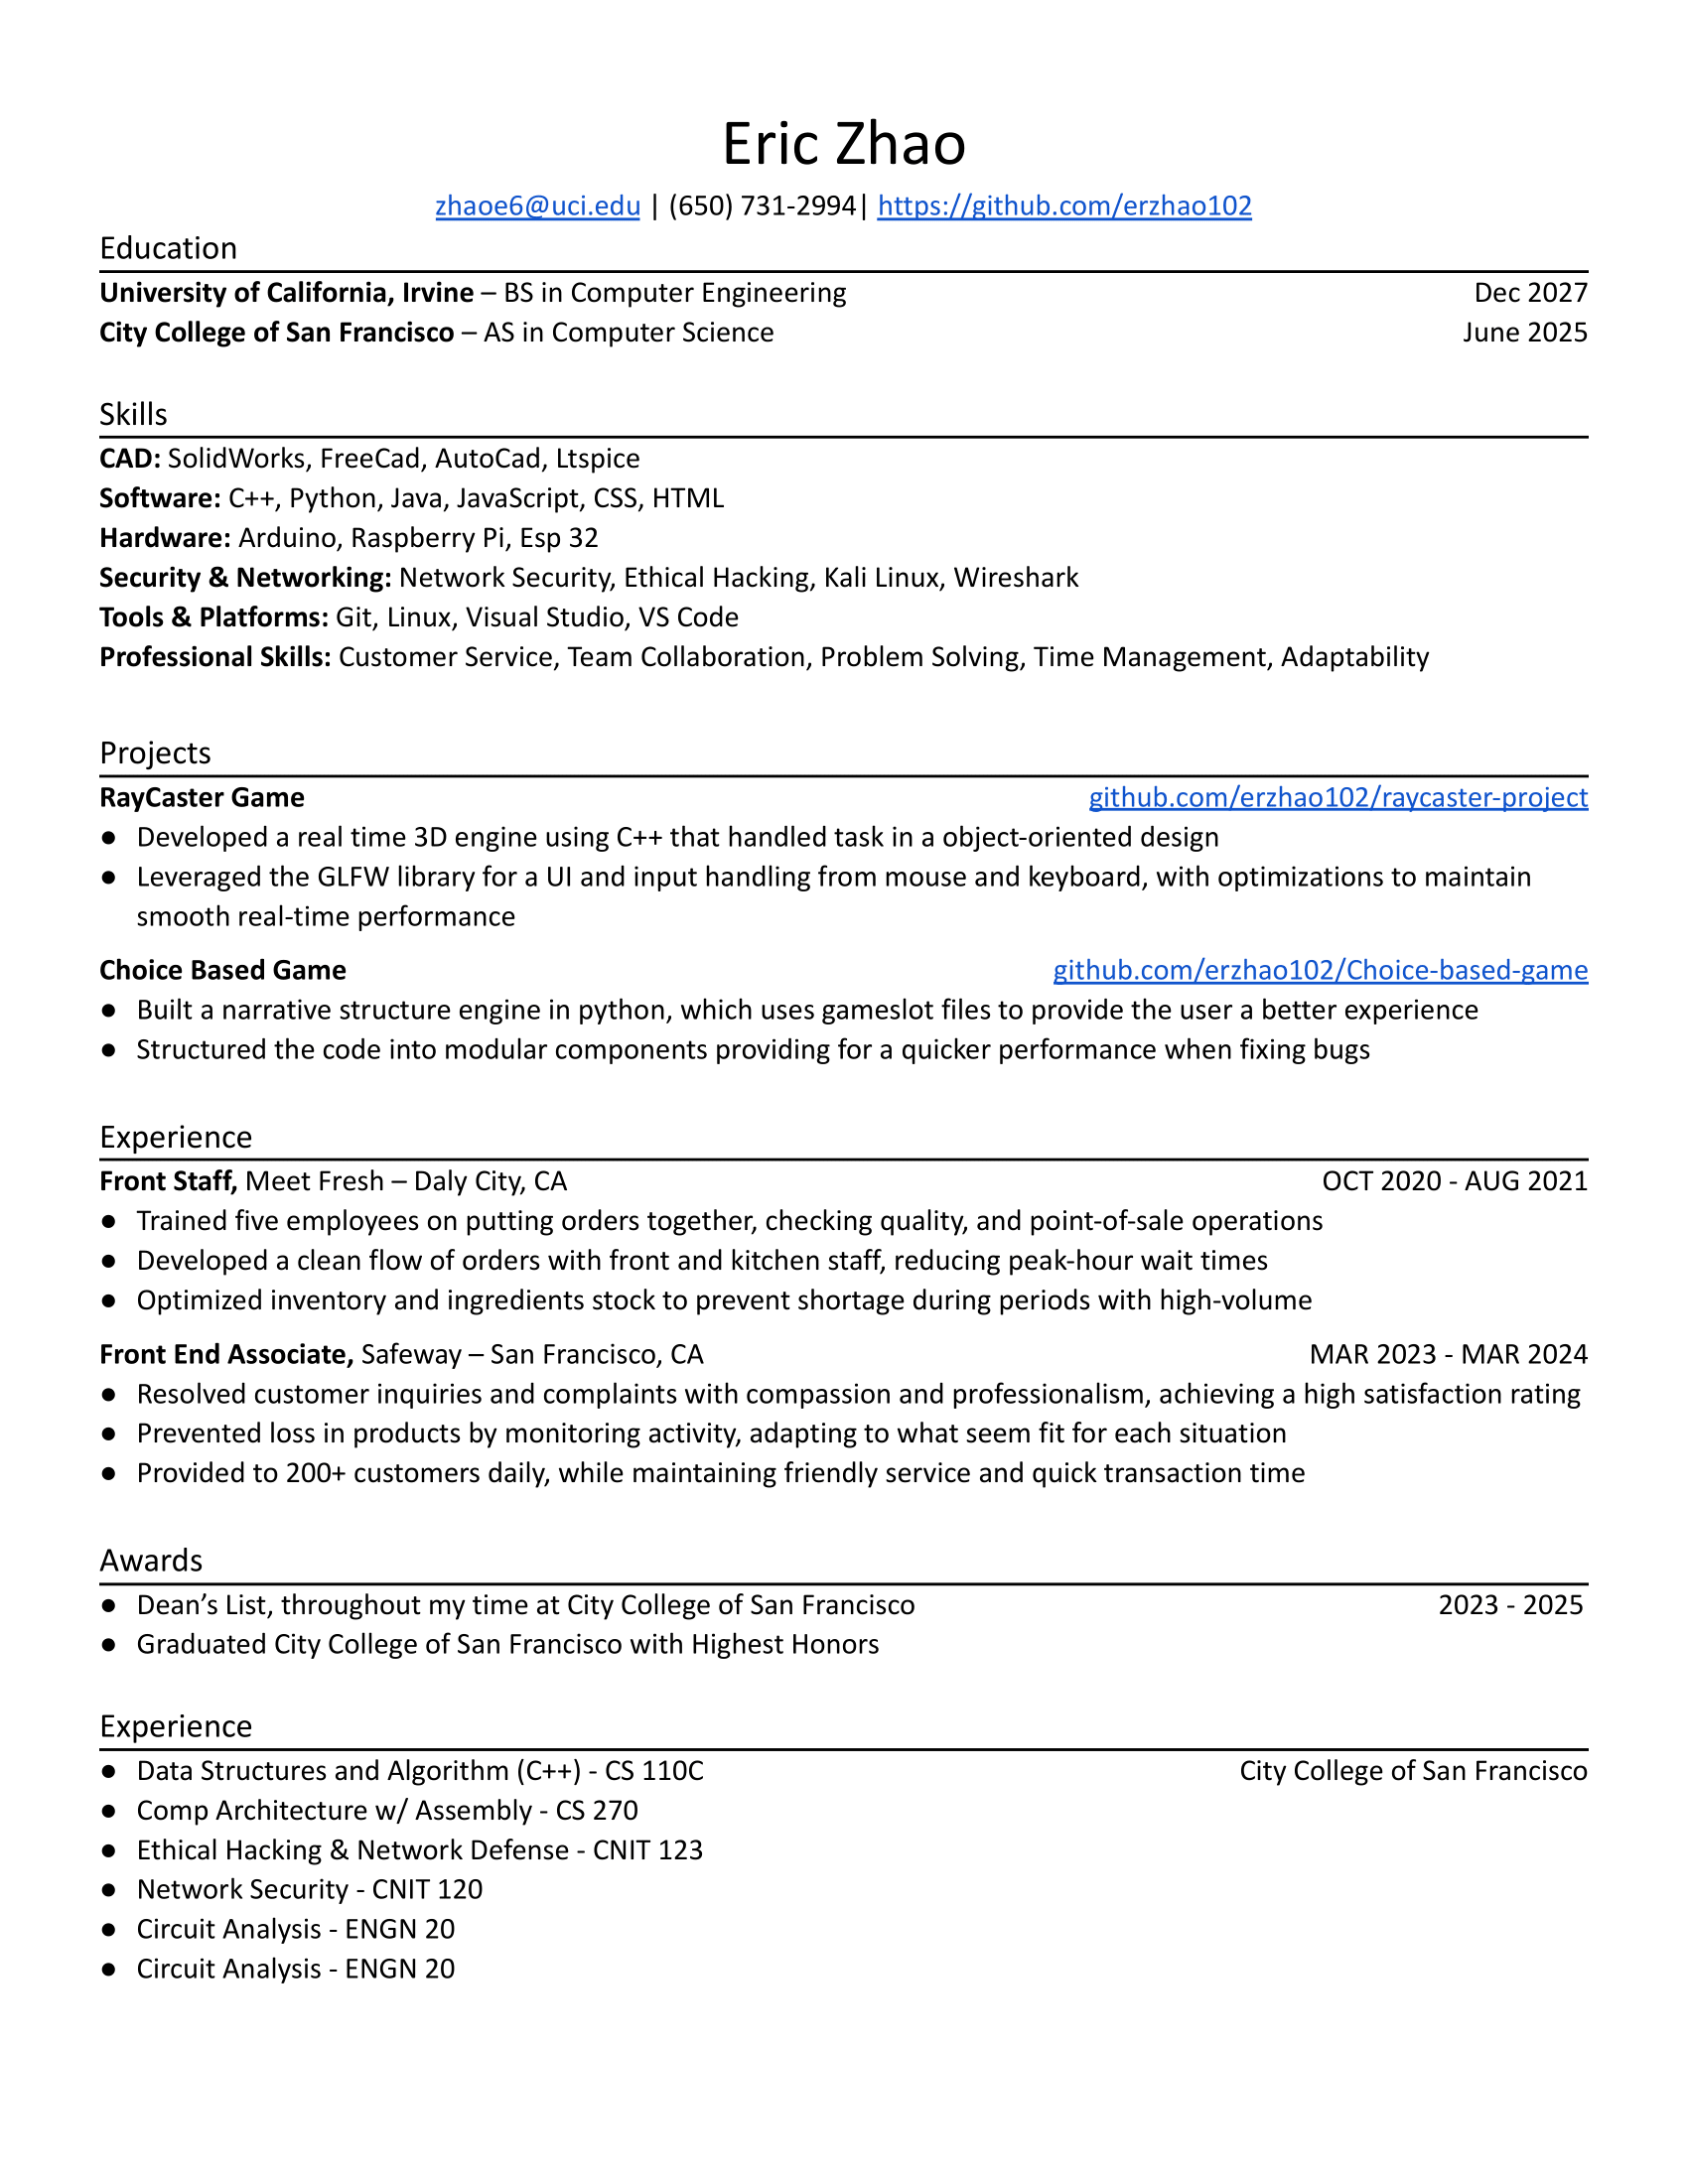 Eric Zhao
zhaoe6@uci.edu | (650) 731-2994| https://github.com/erzhao102
Education
University of California, Irvine – BS in Computer Engineering Dec 2027
City College of San Francisco – AS in Computer Science June 2025
Skills
CAD: SolidWorks, FreeCad, AutoCad, Ltspice
Software: C++, Python, Java, JavaScript, CSS, HTML
Hardware: Arduino, Raspberry Pi, Esp 32
Security & Networking: Network Security, Ethical Hacking, Kali Linux, Wireshark
Tools & Platforms: Git, Linux, Visual Studio, VS Code
Professional Skills: Customer Service, Team Collaboration, Problem Solving, Time Management, Adaptability
Projects
RayCaster Game github.com/erzhao102/raycaster-project
● Developed a real time 3D engine using C++ that handled task in a object-oriented design
● Leveraged the GLFW library for a UI and input handling from mouse and keyboard, with optimizations to maintain
smooth real-time performance
Choice Based Game github.com/erzhao102/Choice-based-game
● Built a narrative structure engine in python, which uses gameslot files to provide the user a better experience
● Structured the code into modular components providing for a quicker performance when fixing bugs
Experience
Front Staff, Meet Fresh – Daly City, CA OCT 2020 - AUG 2021
● Trained five employees on putting orders together, checking quality, and point-of-sale operations
● Developed a clean flow of orders with front and kitchen staff, reducing peak-hour wait times
● Optimized inventory and ingredients stock to prevent shortage during periods with high-volume
Front End Associate, Safeway – San Francisco, CA MAR 2023 - MAR 2024
● Resolved customer inquiries and complaints with compassion and professionalism, achieving a high satisfaction rating
● Prevented loss in products by monitoring activity, adapting to what seem fit for each situation
● Provided to 200+ customers daily, while maintaining friendly service and quick transaction time
Awards
● Dean’s List, throughout my time at City College of San Francisco 2023 - 2025
● Graduated City College of San Francisco with Highest Honors
Experience
● Data Structures and Algorithm (C++) - CS 110C City College of San Francisco
● Comp Architecture w/ Assembly - CS 270
● Ethical Hacking & Network Defense - CNIT 123
● Network Security - CNIT 120
● Circuit Analysis - ENGN 20
● Circuit Analysis - ENGN 20